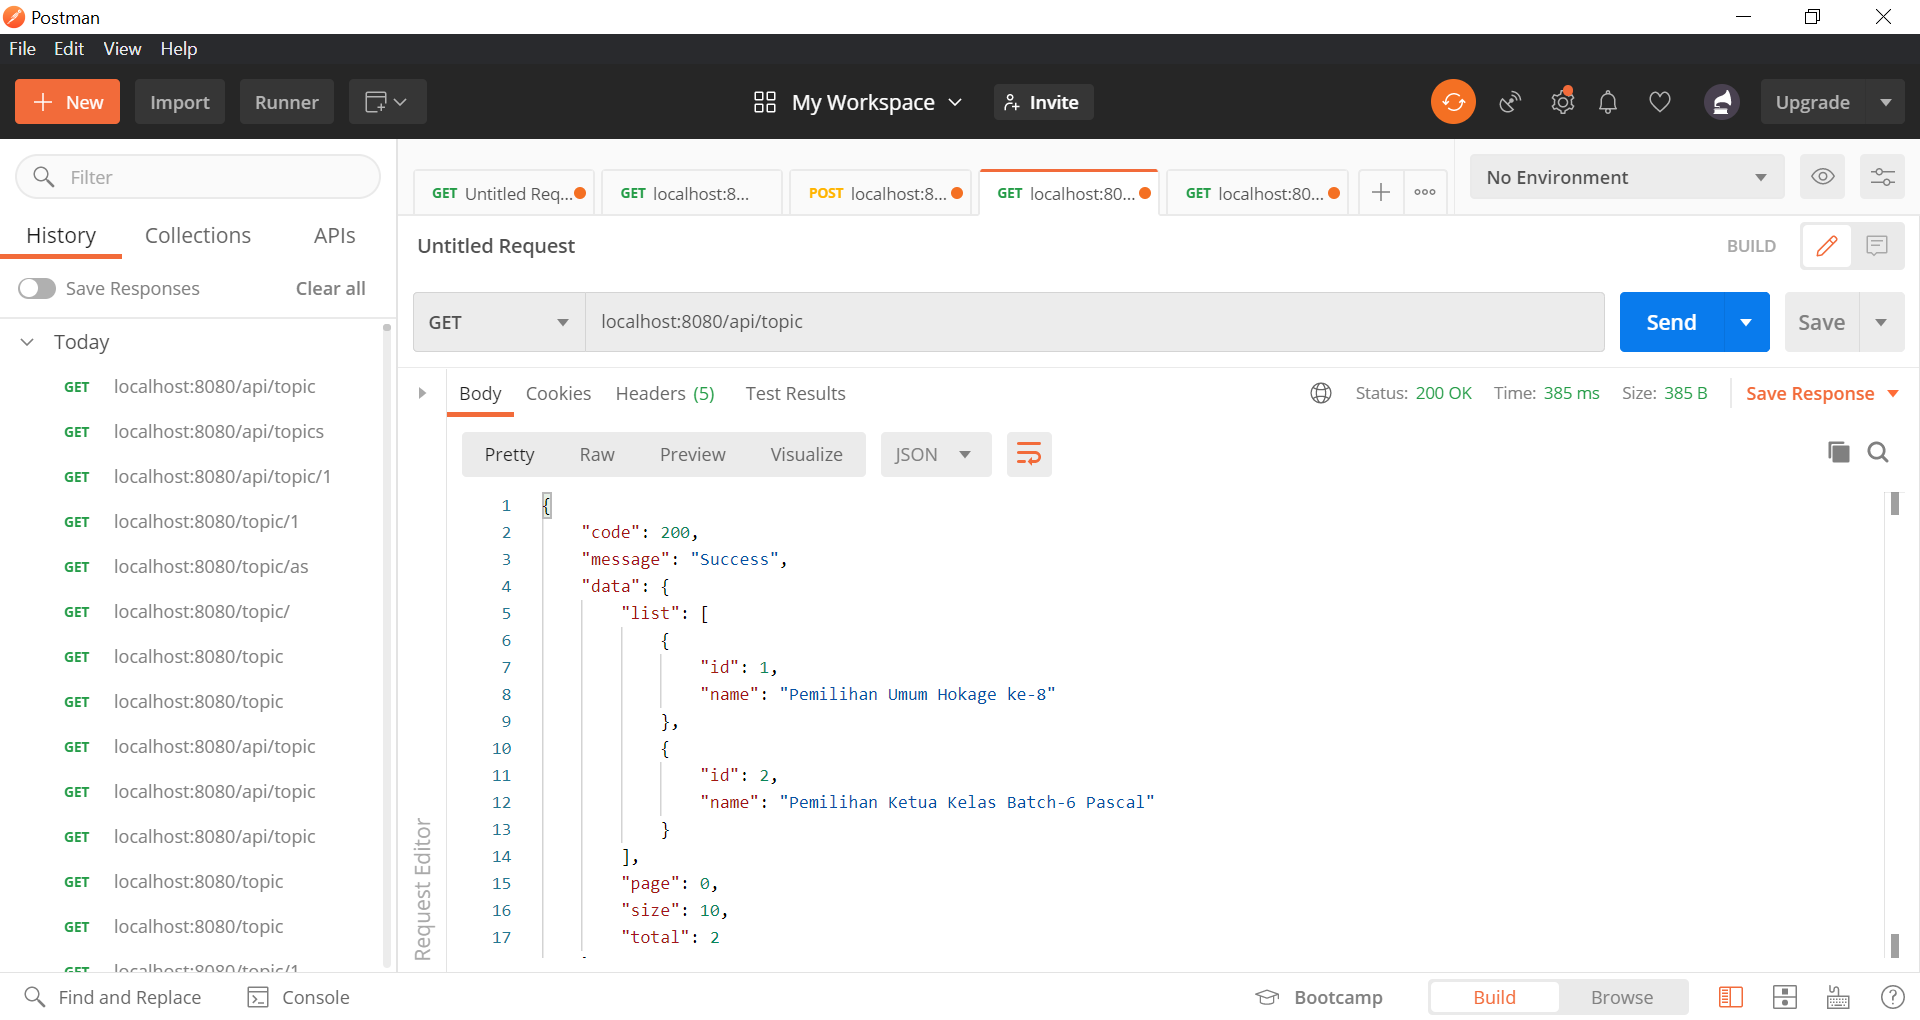 Postman
File Edit View Help
New Import Runner My Workspace Invite Upgrade
Filter
History Collections APIs
Save Responses Clear all
Today
GET localhost:8080/api/topic
GET localhost:8080/api/topics
GET localhost:8080/api/topic/1
GET localhost:8080/topic/1
GET localhost:8080/topic/as
GET localhost:8080/topic/
GET localhost:8080/topic
GET localhost:8080/topic
GET localhost:8080/api/topic
GET localhost:8080/api/topic
GET localhost:8080/api/topic
GET localhost:8080/topic
GET localhost:8080/topic
GET localhost:8080/topic/1
GET Untitled Req... GET localhost:8... POST localhost:8... GET localhost:80... GET localhost:80... No Environment
Untitled Request BUILD
GET localhost:8080/api/topic Send Save
Body Cookies Headers (5) Test Results Status: 200 OK Time: 385 ms Size: 385 B Save Response
Pretty Raw Preview Visualize JSON
Request Editor
1 {
2 "code": 200,
3 "message": "Success",
4 "data": {
5 "list": [
6 {
7 "id": 1,
8 "name": "Pemilihan Umum Hokage ke-8"
9 },
10 {
11 "id": 2,
12 "name": "Pemilihan Ketua Kelas Batch-6 Pascal"
13 }
14 ],
15 "page": 0,
16 "size": 10,
17 "total": 2
Find and Replace Console Bootcamp Build Browse